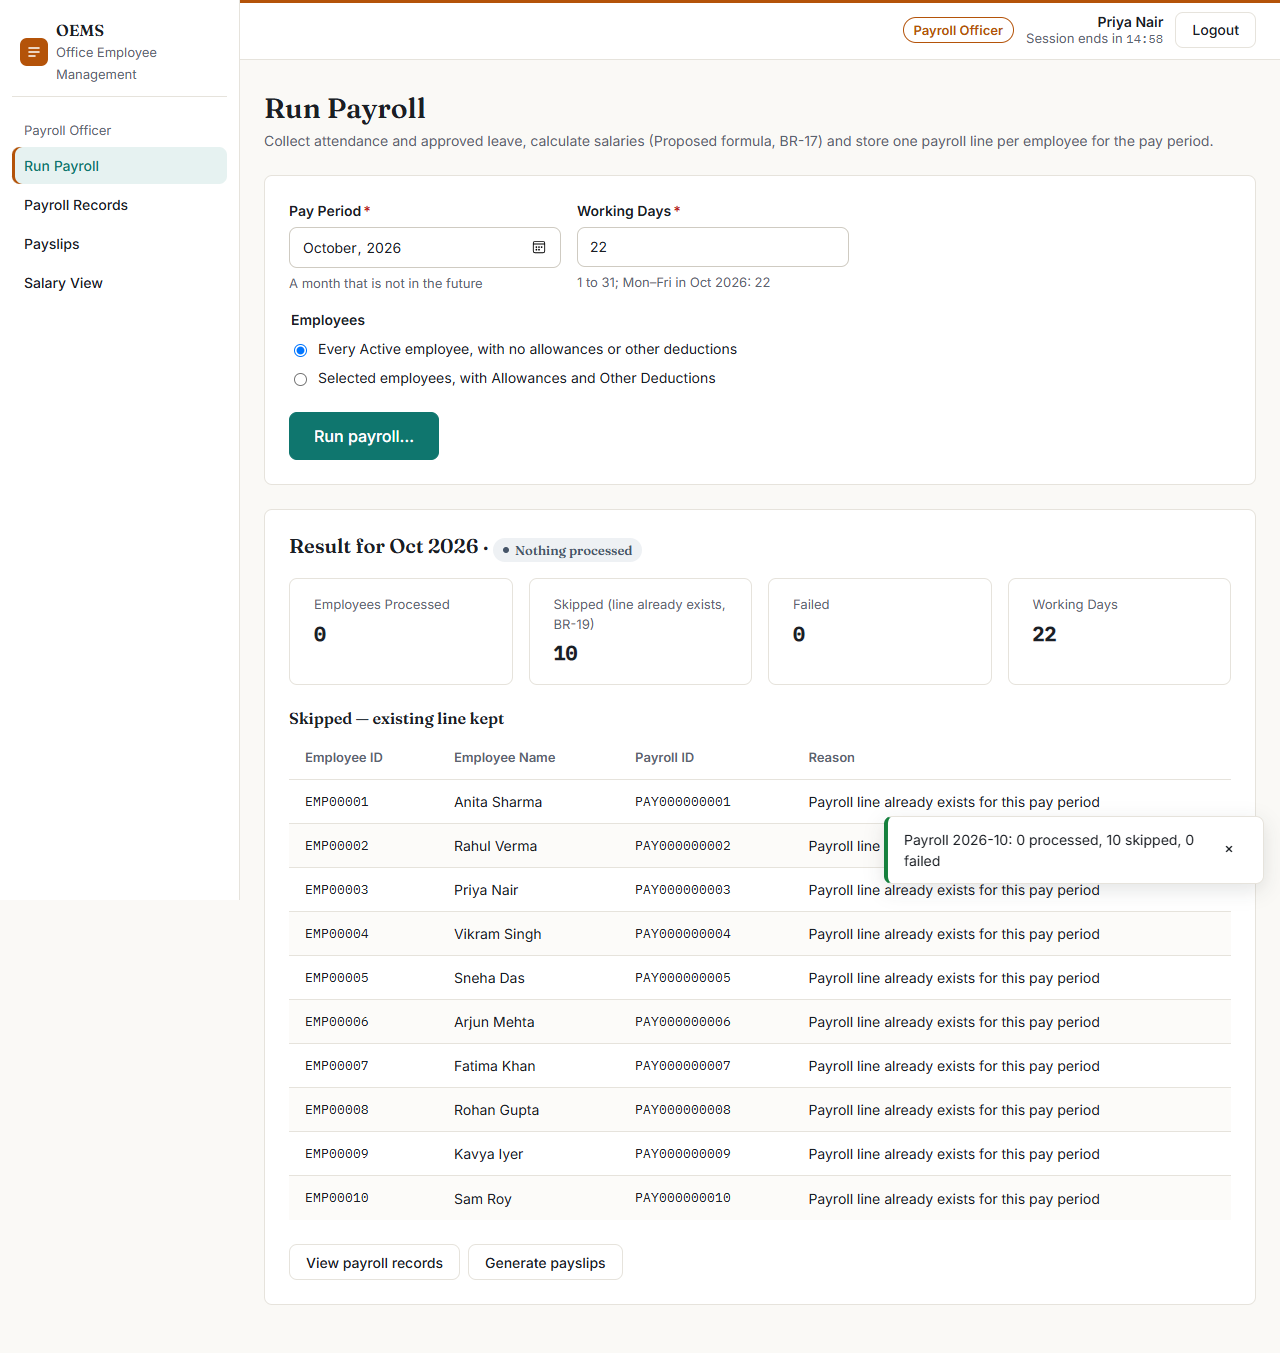 OEMS
Office Employee
Management
Payroll Officer
Run Payroll
Payroll Records
Payslips
Salary View
Payroll Officer
Priya Nair
Session ends in 14:58
Logout
Run Payroll
Collect attendance and approved leave, calculate salaries (Proposed formula, BR-17) and store one payroll line per employee for the pay period.
Pay Period *
Working Days *
October, 2026
22
A month that is not in the future
1 to 31; Mon–Fri in Oct 2026: 22
Employees
Every Active employee, with no allowances or other deductions
Selected employees, with Allowances and Other Deductions
Run payroll...
Result for Oct 2026 · Nothing processed
Employees Processed
0
Skipped (line already exists,
BR-19)
10
Failed
0
Working Days
22
Skipped — existing line kept
Employee ID Employee Name Payroll ID Reason
EMP00001 Anita Sharma PAY000000001 Payroll line already exists for this pay period
EMP00002 Rahul Verma PAY000000002 Payroll line
EMP00003 Priya Nair PAY000000003 Payroll line already exists for this pay period
EMP00004 Vikram Singh PAY000000004 Payroll line already exists for this pay period
EMP00005 Sneha Das PAY000000005 Payroll line already exists for this pay period
EMP00006 Arjun Mehta PAY000000006 Payroll line already exists for this pay period
EMP00007 Fatima Khan PAY000000007 Payroll line already exists for this pay period
EMP00008 Rohan Gupta PAY000000008 Payroll line already exists for this pay period
EMP00009 Kavya Iyer PAY000000009 Payroll line already exists for this pay period
EMP00010 Sam Roy PAY000000010 Payroll line already exists for this pay period
Payroll 2026-10: 0 processed, 10 skipped, 0
failed
×
View payroll records
Generate payslips